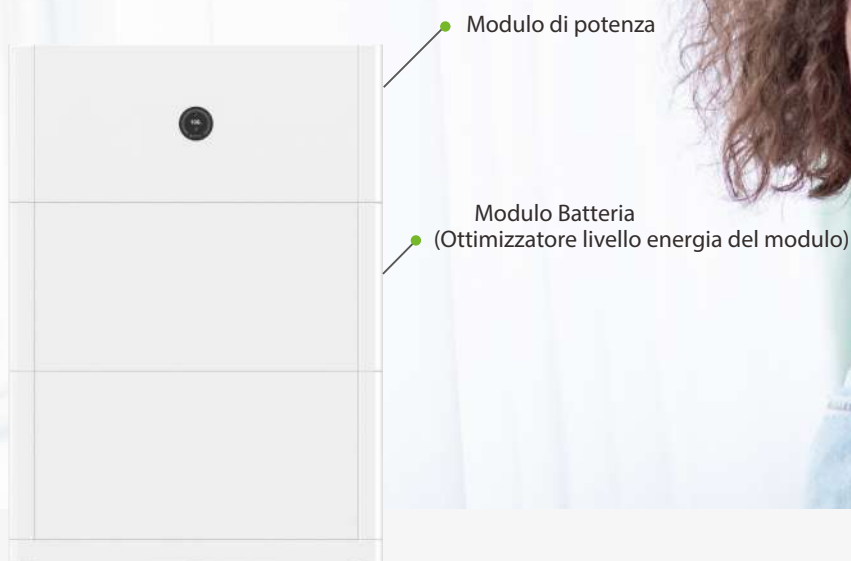 Modulo di potenza
Modulo Batteria
(Ottimizzatore livello energia del modulo)